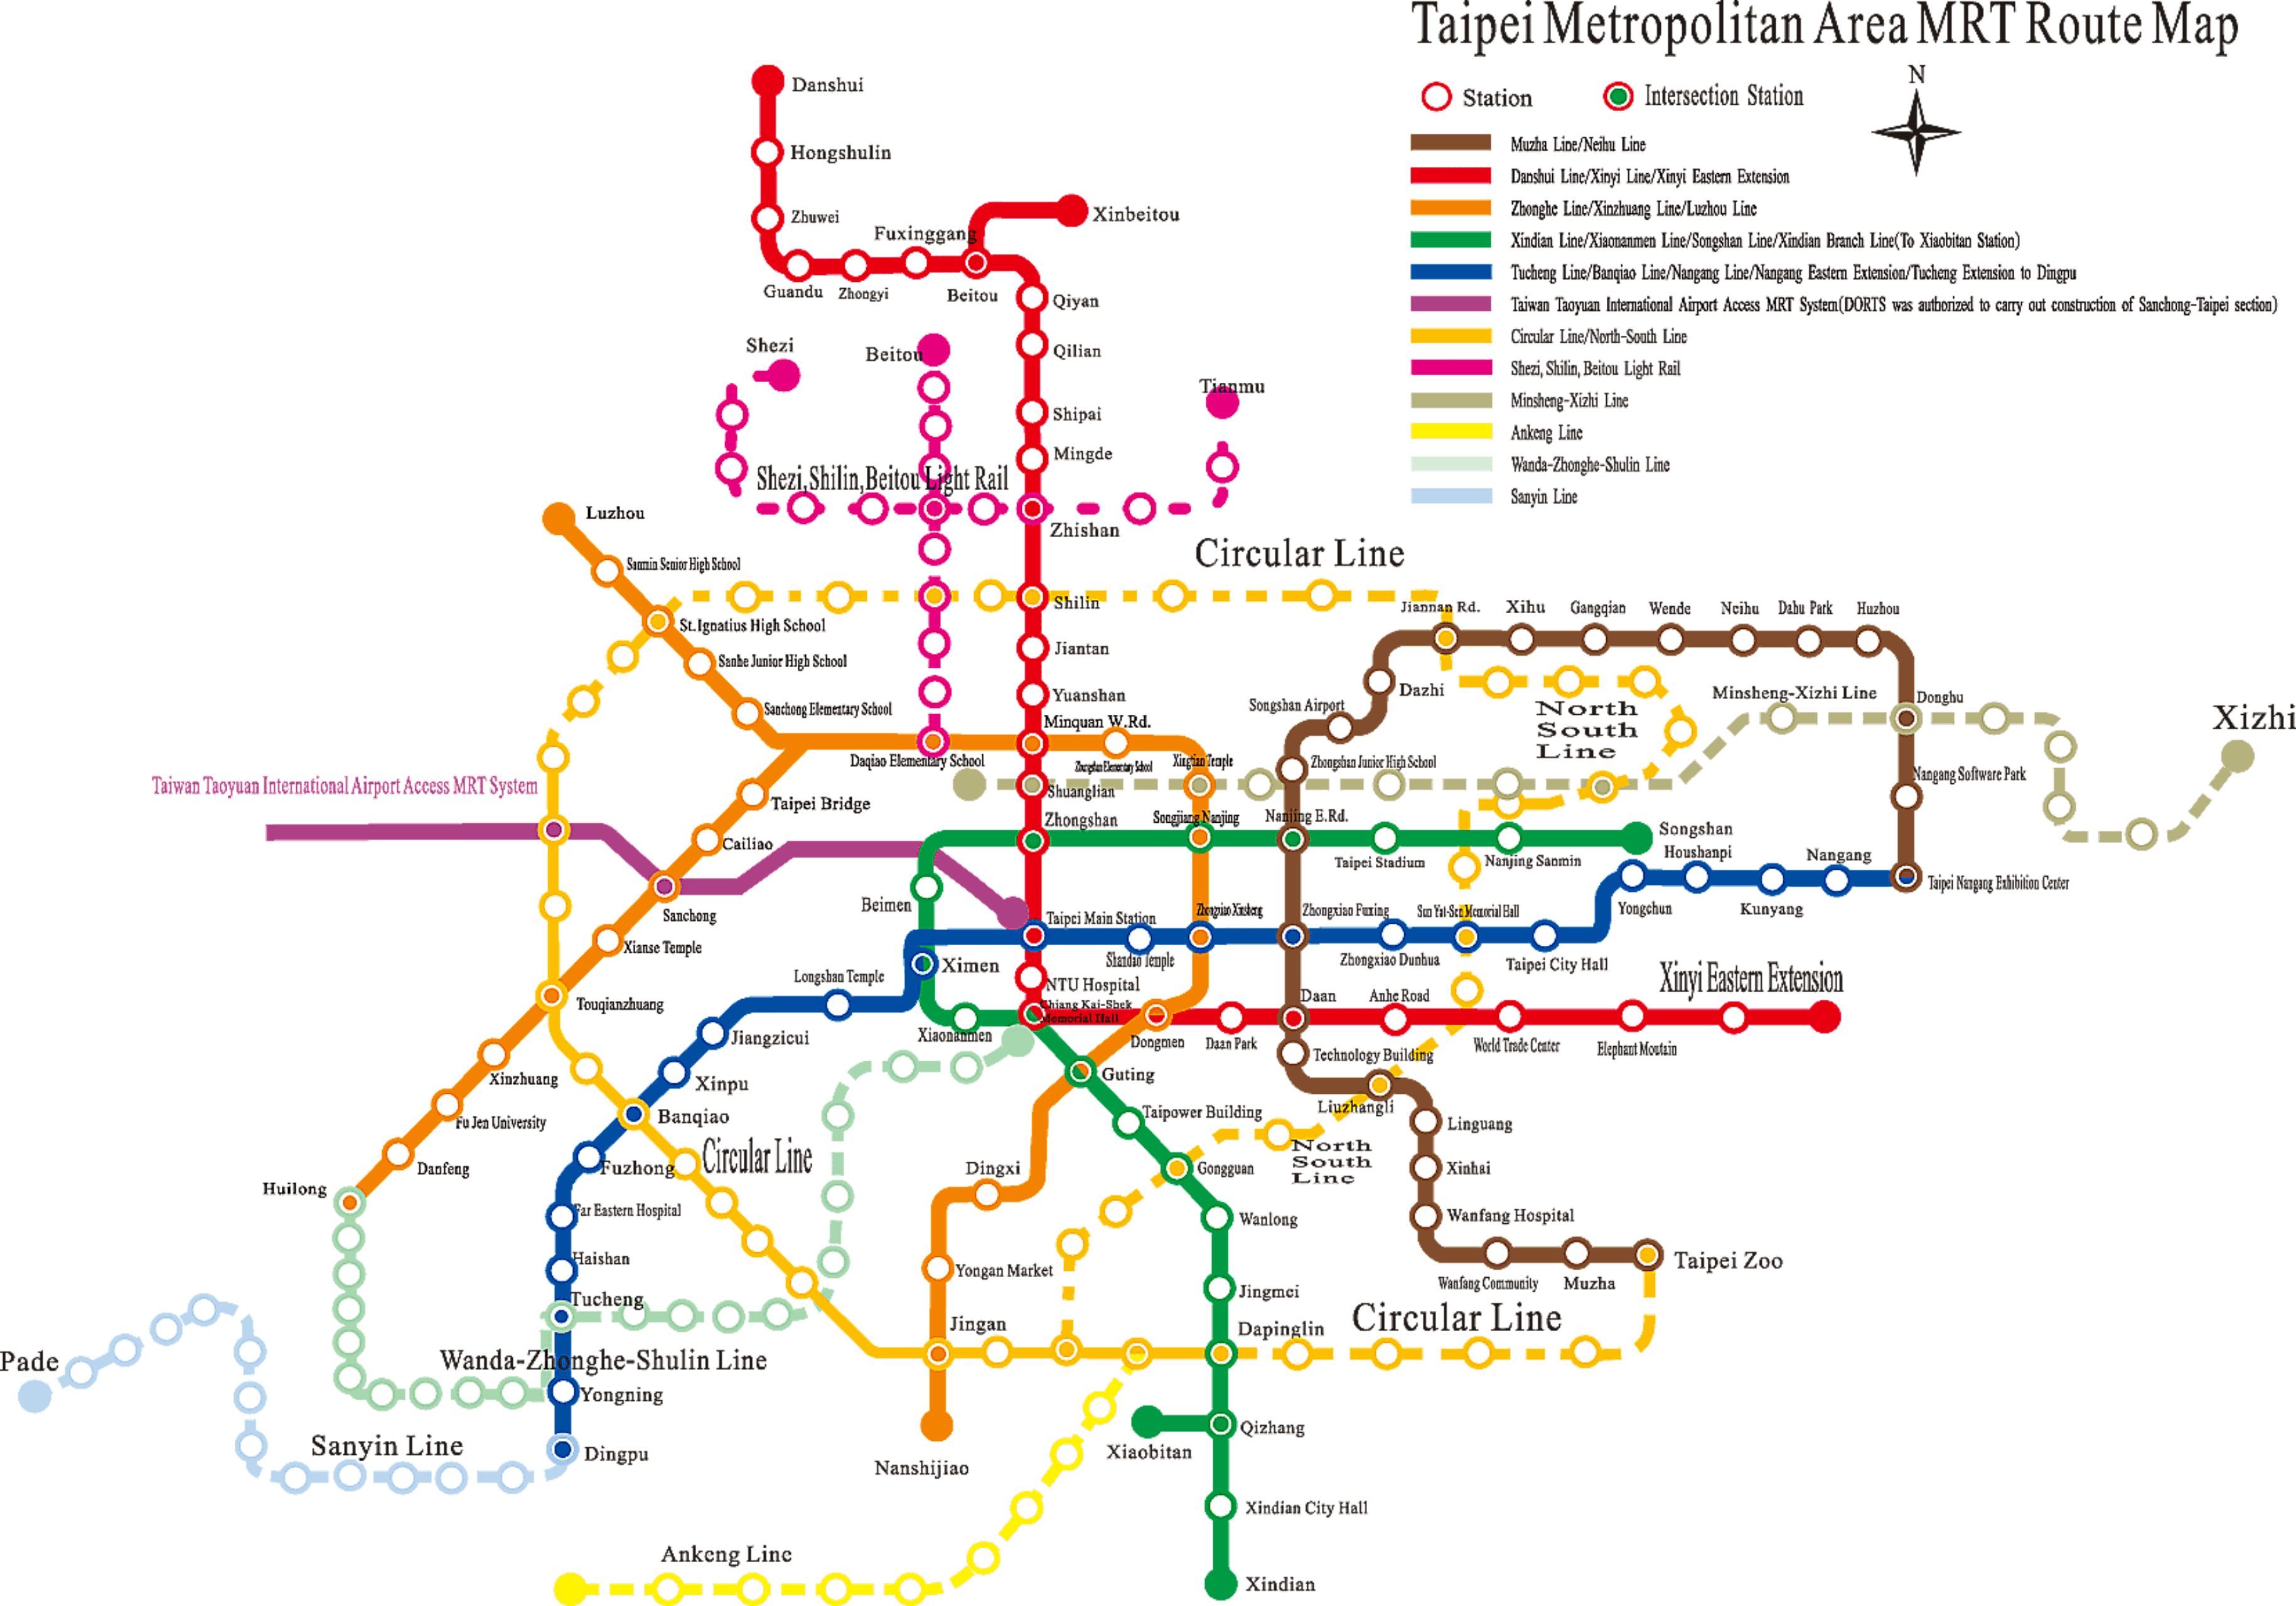 Taipei Metropolitan Area MRT Route Map
Station
Intersection Station
N
Muzha Line/Neihu Line
Danshui Line/Xinyi Line/Xinyi Eastern Extension
Zhonghe Line/Xinzhuang Line/Luzhou Line
Xindian Line/Xiaonanmen Line/Songshan Line/Xindian Branch Line(To Xiaobitan Station)
Tucheng Line/Banqiao Line/Nangang Line/Nangang Eastern Extension/Tucheng Extension to Dingpu
Taiwan Taoyuan International Airport Access MRT System(DORTS was authorized to carry out construction of Sanchong-Taipei section)
Circular Line/North-South Line
Shezi, Shilin, Beitou Light Rail
Minsheng-Xizhi Line
Ankeng Line
Wanda-Zhonghe-Shulin Line
Sanyin Line
Danshui
Hongshulin
Zhuwei
Xinbeitou
Fuxinggang
Guandu
Zhongyi
Beitou
Qiyan
Shezi
Beitou
Qilian
Tianmu
Shipai
Mingde
Shezi,Shilin,Beitou Light Rail
Zhishan
Luzhou
Circular Line
Sanmin Senior High School
Shilin
Jiannan Rd.
Xihu
Gangqian
Wende
Neihu
Dahu Park
Huzhou
St.Ignatius High School
Jiantan
Sanhe Junior High School
Yuanshan
Dazhi
Minsheng-Xizhi Line
Donghu
Sanchong Elementary School
Minquan W.Rd.
Songshan Airport
North
South
Line
Xizhi
Daqiao Elementary School
Zhongshan Elementary School
Xingtian Temple
Zhongshan Junior High School
Nangang Software Park
Taiwan Taoyuan International Airport Access MRT System
Shuanglian
Taipei Bridge
Zhongshan
Songjiang Nanjing
Nanjing E.Rd.
Songshan
Cailiao
Taipei Stadium
Nanjing Sanmin
Houshanpi
Nangang
Taipei Nangang Exhibition Center
Beimen
Sanchong
Taipei Main Station
Zhongxiao Xinsheng
Zhongxiao Fuxing
Sun Yat-Sen Memorial Hall
Yongchun
Kunyang
Xianse Temple
Longshan Temple
Ximen
Shandao Temple
Zhongxiao Dunhua
Taipei City Hall
Xinyi Eastern Extension
NTU Hospital
Touqianzhuang
Chiang Kai-Shek
Memorial Hall
Daan
Anhe Road
Jiangzicui
Xiaonanmen
Dongmen
Daan Park
World Trade Center
Elephant Moutain
Technology Building
Xinzhuang
Xinpu
Guting
Fu Jen University
Banqiao
Taipower Building
Liuzhangli
Linguang
Danfeng
Fuzhong
Circular Line
Dingxi
Gongguan
North
South
Line
Xinhai
Huilong
Far Eastern Hospital
Wanlong
Wanfang Hospital
Haishan
Yongan Market
Taipei Zoo
Jingmei
Wanfang Community
Muzha
Tucheng
Jingan
Dapinglin
Circular Line
Pade
Wanda-Zhonghe-Shulin Line
Yongning
Sanyin Line
Dingpu
Nanshijiao
Xiaobitan
Qizhang
Xindian City Hall
Ankeng Line
Xindian